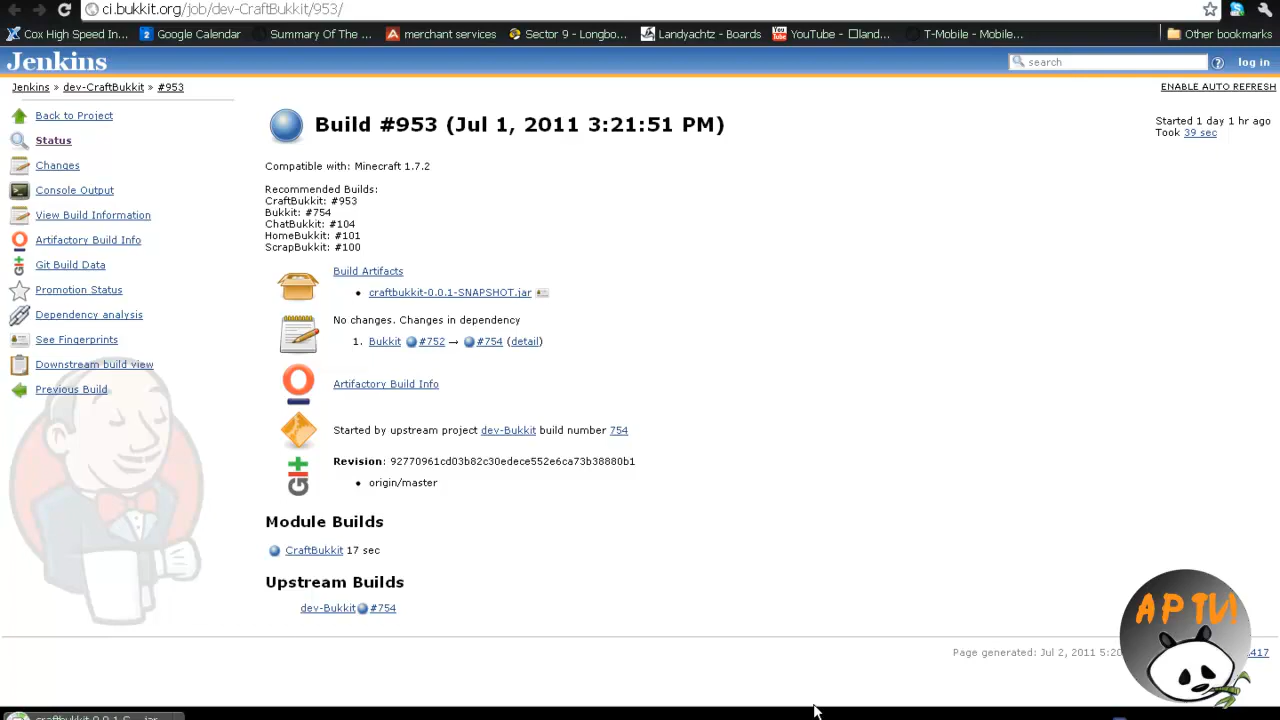 ci.bukkit.org/job/dev-CraftBukkit/953/
Cox High Speed In...
Google Calendar
Summary Of The ...
merchant services
Sector 9 - Longbo...
Landyachtz - Boards
YouTube - land...
T-Mobile - Mobile...
Other bookmarks
Jenkins
search
log in
Jenkins » dev-CraftBukkit » #953
ENABLE AUTO REFRESH
Back to Project
Status
Changes
Console Output
View Build Information
Artifactory Build Info
Git Build Data
Promotion Status
Dependency analysis
See Fingerprints
Downstream build view
Previous Build
Build #953 (Jul 1, 2011 3:21:51 PM)
Started 1 day 1 hr ago
Took 39 sec
Compatible with: Minecraft 1.7.2
Recommended Builds:
CraftBukkit: #953
Bukkit: #754
ChatBukkit: #104
HomeBukkit: #101
ScrapBukkit: #100
Build Artifacts
• craftbukkit-0.0.1-SNAPSHOT.jar
No changes. Changes in dependency
1. Bukkit #752 → #754 (detail)
Artifactory Build Info
Started by upstream project dev-Bukkit build number 754
Revision: 92770961cd03b82c30edece552e6ca73b38880b1
• origin/master
Git
Module Builds
CraftBukkit 17 sec
Upstream Builds
dev-Bukkit #754
Page generated: Jul 2, 2011 5:20
.417